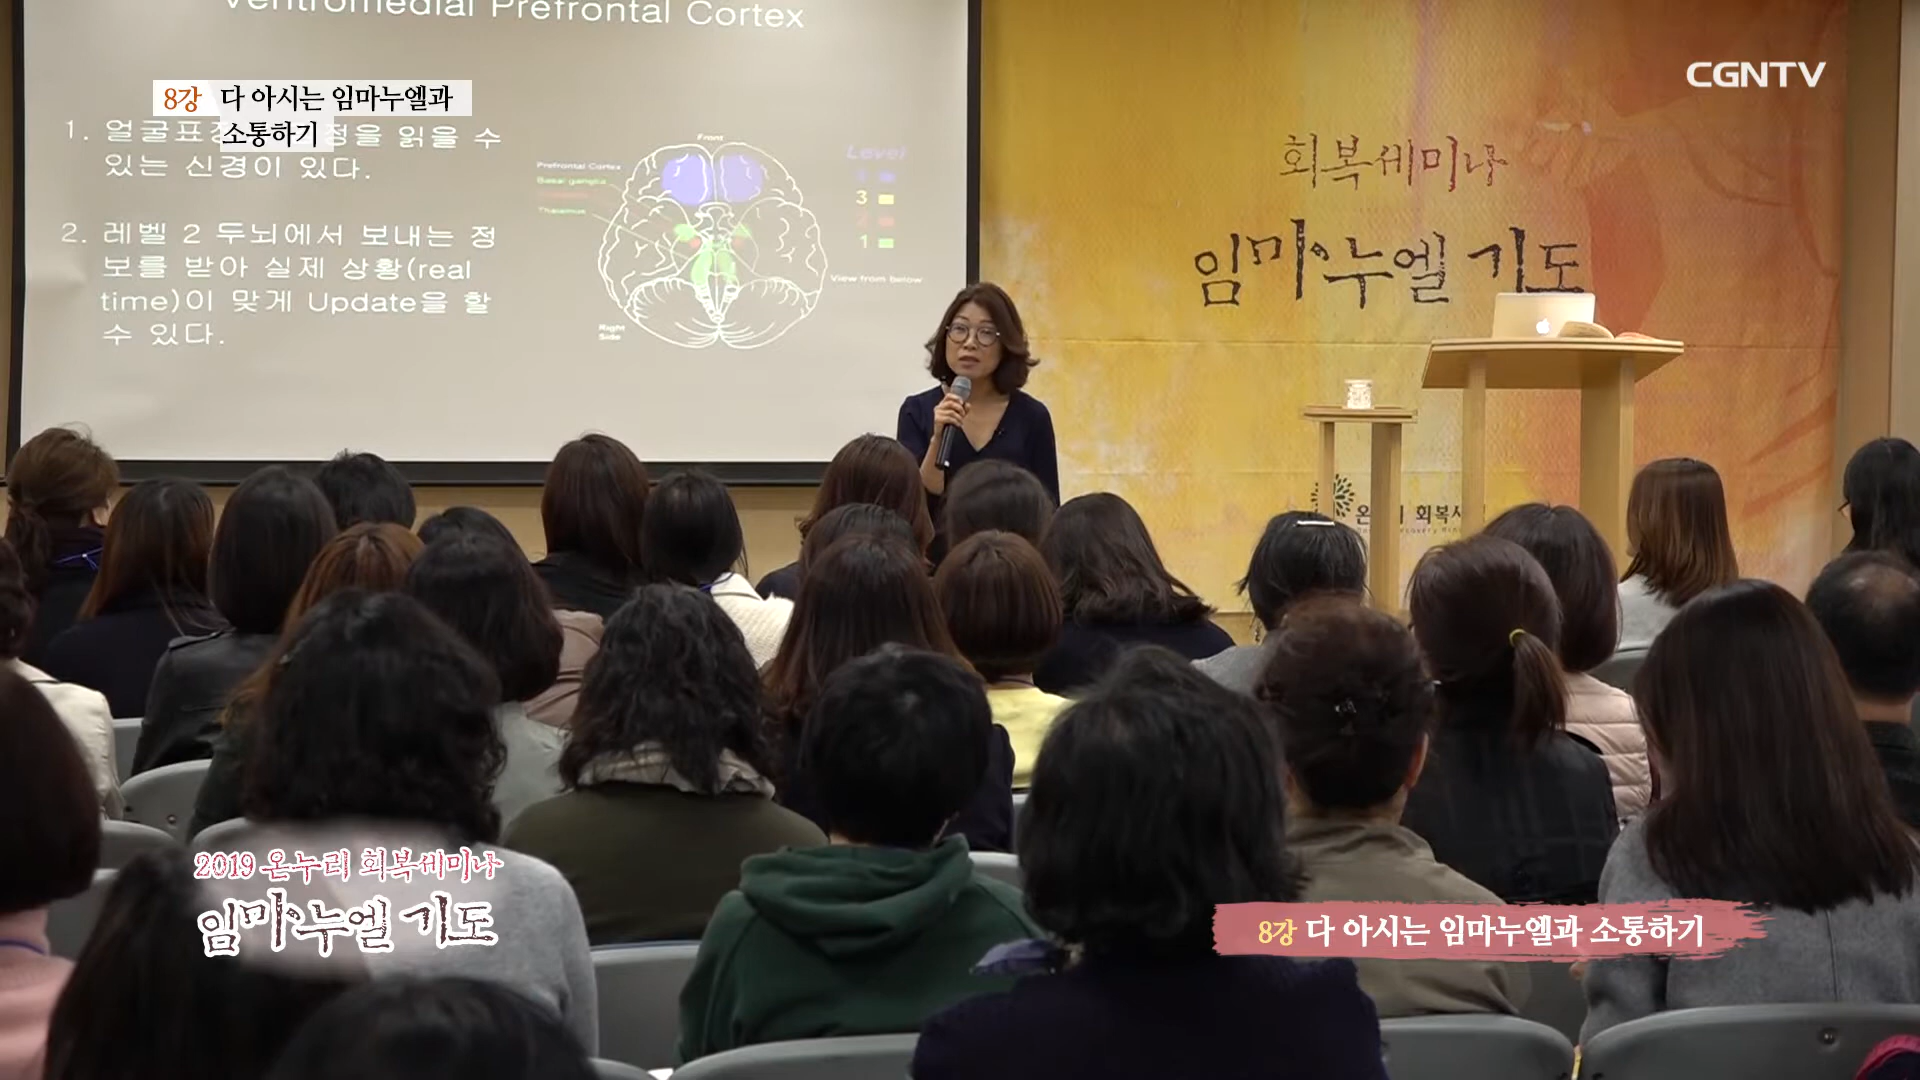 Ventromedial Prefrontal Cortex
8강 다 아시는 임마누엘과
소통하기
1. 얼굴표정 을 읽을 수
있는 신경이 있다.
2. 레벨 2 두뇌에서 보내는 정
보를 받아 실제 상황(real
time)이 맞게 Update을 할
수 있다.
Front
Prefrontal Cortex
Basal ganglia
Thalamus
Level
3
2
1
View from below
Right
Side
CGNTV
회복세미나
임마누엘 기도
2019 온누리 회복세미나
임마누엘 기도
8강 다 아시는 임마누엘과 소통하기